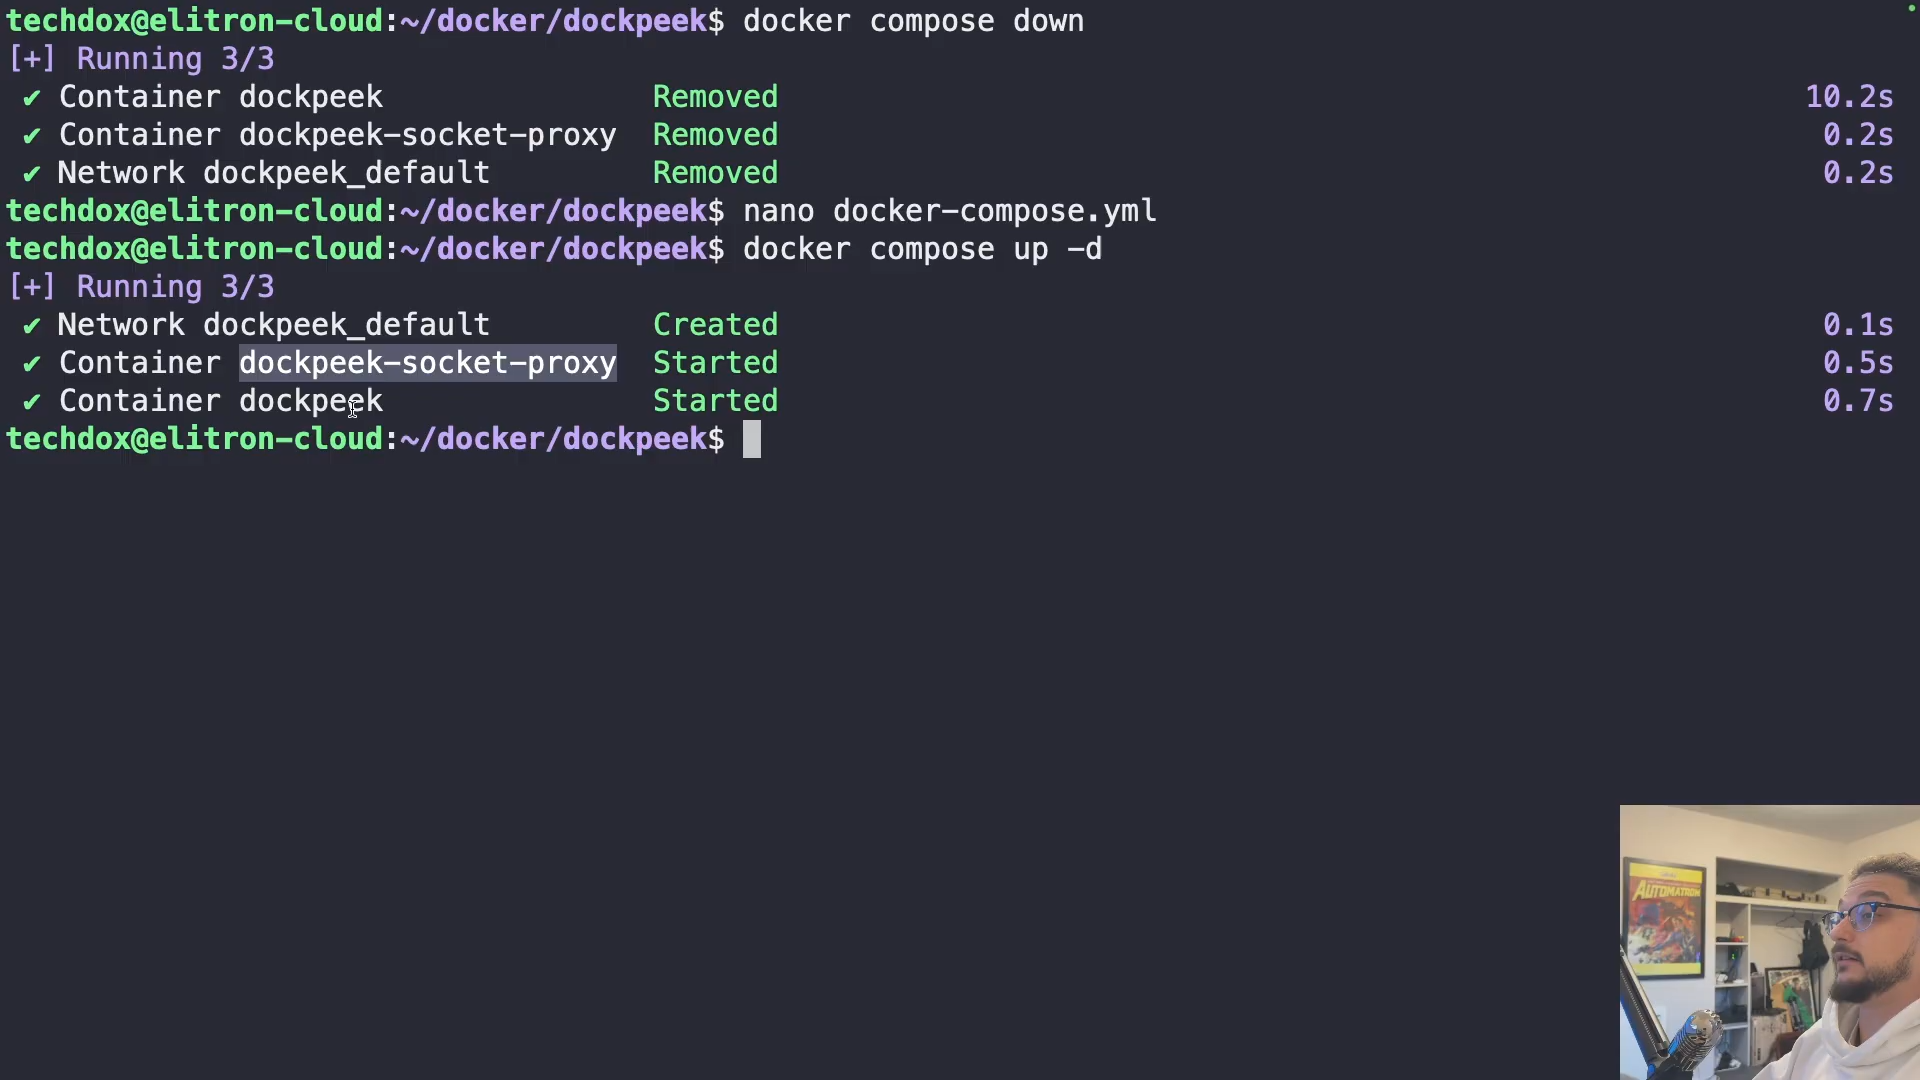 techdox@elitron-cloud:~/docker/dockpeek$ docker compose down
[+] Running 3/3
✔ Container dockpeek Removed 10.2s
✔ Container dockpeek-socket-proxy Removed 0.2s
✔ Network dockpeek_default Removed 0.2s
techdox@elitron-cloud:~/docker/dockpeek$ nano docker-compose.yml
techdox@elitron-cloud:~/docker/dockpeek$ docker compose up -d
[+] Running 3/3
✔ Network dockpeek_default Created 0.1s
✔ Container dockpeek-socket-proxy Started 0.5s
✔ Container dockpeek Started 0.7s
techdox@elitron-cloud:~/docker/dockpeek$
AUTOMATRON